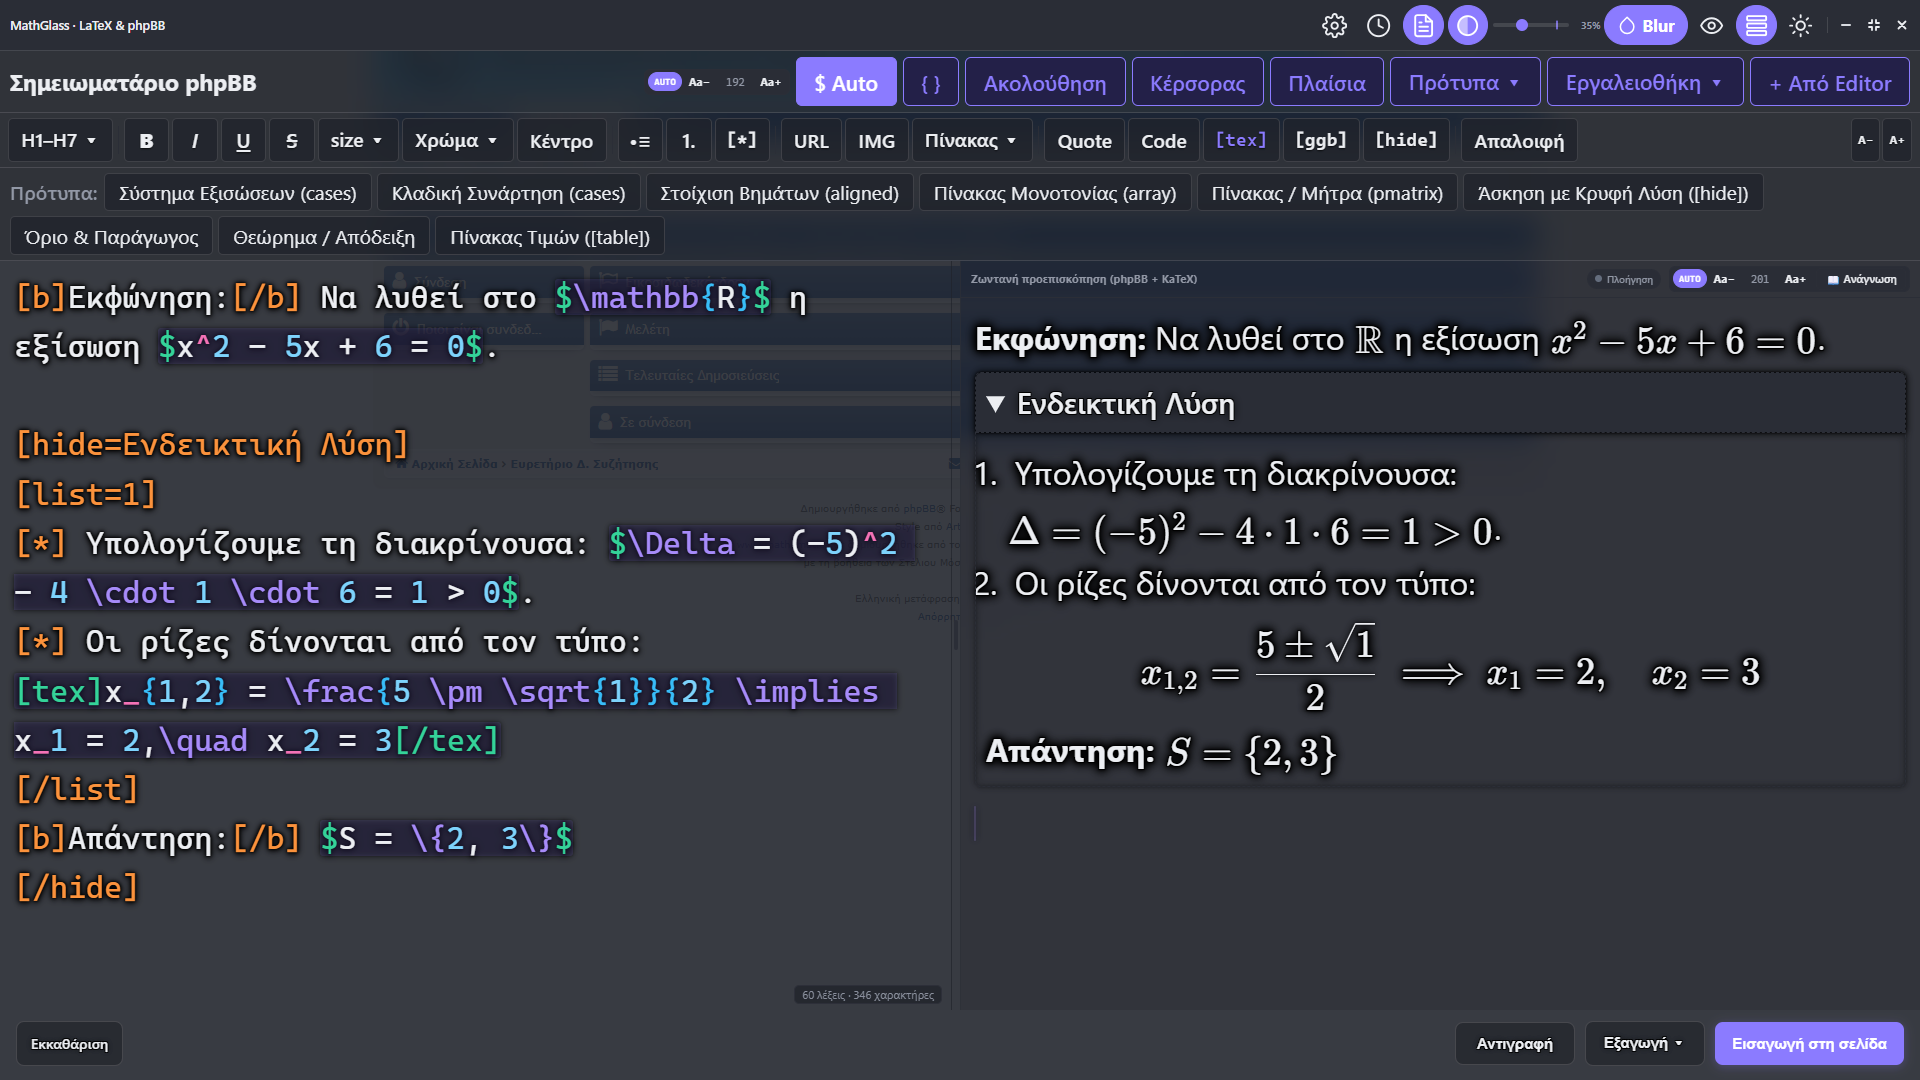 MathGlass · LaTeX & phpBB
35%
Blur
Σημειωματάριο phpBB
AUTO Aa− 192 Aa+
$ Auto
{ }
Ακολούθηση
Κέρσορας
Πλαίσια
Πρότυπα ▾
Εργαλειοθήκη ▾
+ Από Editor
H1–H7 ▾
B
I
U
S
size ▾
Χρώμα ▾
Κέντρο
•≡
1.
[*]
URL
IMG
Πίνακας ▾
Quote
Code
[tex]
[ggb]
[hide]
Απαλοιφή
A−
A+
Πρότυπα: Σύστημα Εξισώσεων (cases) Κλαδική Συνάρτηση (cases) Στοίχιση Βημάτων (aligned) Πίνακας Μονοτονίας (array) Πίνακας / Μήτρα (pmatrix) Άσκηση με Κρυφή Λύση ([hide])
Όριο & Παράγωγος Θεώρημα / Απόδειξη Πίνακας Τιμών ([table])
[b]Εκφώνηση:[/b] Να λυθεί στο $\mathbb{R}$ η
εξίσωση $x^2 − 5x + 6 = 0$.
[hide=Ενδεικτική Λύση]
[list=1]
[*] Υπολογίζουμε τη διακρίνουσα: $\Delta = (−5)^2
− 4 \cdot 1 \cdot 6 = 1 > 0$.
[*] Οι ρίζες δίνονται από τον τύπο:
[tex]x_{1,2} = \frac{5 \pm \sqrt{1}}{2} \implies
x_1 = 2,\quad x_2 = 3[/tex]
[/list]
[b]Απάντηση:[/b] $S = \{2, 3\}$
[/hide]
Μελέτη
Τελευταίες Δημοσιεύσεις
Σε σύνδεση
Αρχική Σελίδα › Ευρετήριο Δ. Συζήτησης
60 λέξεις · 346 χαρακτήρες
Ζωντανή προεπισκόπηση (phpBB + KaTeX)
Πλοήγηση
AUTO Aa− 201 Aa+
Ανάγνωση
Εκφώνηση: Να λυθεί στο ℝ η εξίσωση x² − 5x + 6 = 0.
▼ Ενδεικτική Λύση
1. Υπολογίζουμε τη διακρίνουσα:
Δ = (−5)² − 4 · 1 · 6 = 1 > 0.
2. Οι ρίζες δίνονται από τον τύπο:
x₁,₂ = (5 ± √1)/2 ⟹ x₁ = 2, x₂ = 3
Απάντηση: S = {2, 3}
Εκκαθάριση
Αντιγραφή
Εξαγωγή ▾
Εισαγωγή στη σελίδα